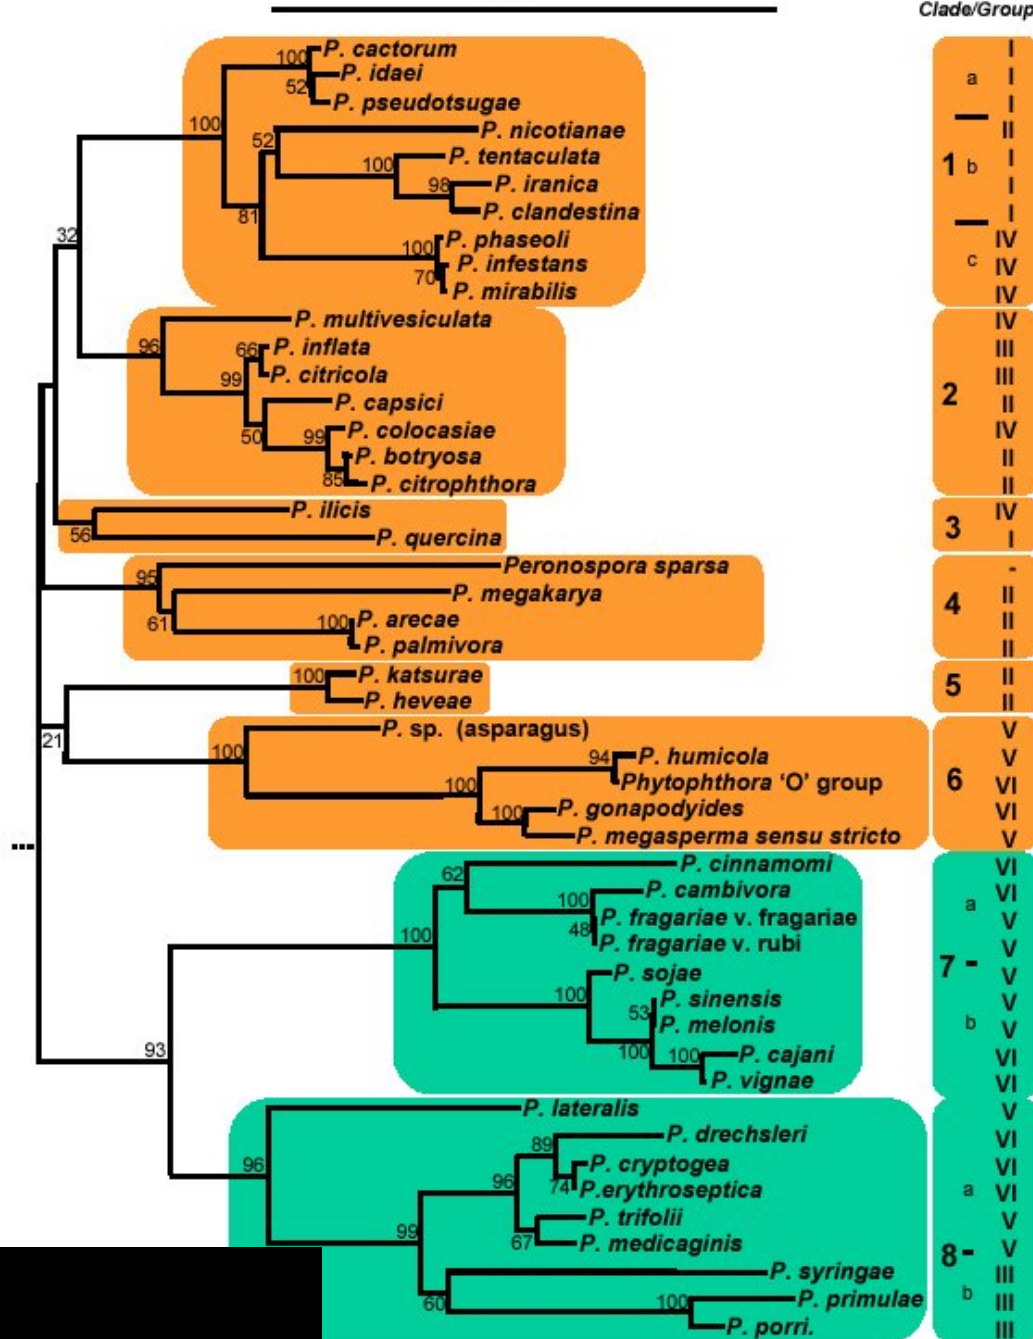 Clade/Group
100 P. cactorum I
52 P. idaei a I
P. pseudotsugae I
100
52 P. nicotianae II
100 P. tentaculata 1 b I
98 P. iranica I
81 P. clandestina I
32 100 P. phaseoli IV
70 P. infestans c IV
P. mirabilis IV
P. multivesiculata IV
96 66 P. inflata III
99 P. citricola III
P. capsici 2 II
50 99 P. colocasiae IV
P. botryosa II
85 P. citrophthora II
P. ilicis IV
56 P. quercina 3 I
95 Peronospora sparsa -
P. megakarya 4 II
61 100 P. arecae II
P. palmivora II
100 P. katsurae 5 II
P. heveae II
21 P. sp. (asparagus) V
100 94 P. humicola V
100 Phytophthora ‘O’ group 6 VI
100 P. gonapodyides VI
... P. megasperma sensu stricto V
62 P. cinnamomi VI
100 P. cambivora a VI
P. fragariae v. fragariae V
100 48 P. fragariae v. rubi V
100 P. sojae 7 - V
53 P. sinensis V
P. melonis b V
93 100 100 P. cajani VI
P. vignae VI
P. lateralis V
89 P. drechsleri VI
96 96 P. cryptogea VI
74 P.erythroseptica a VI
99 P. trifolii V
67 P. medicaginis 8 - V
P. syringae III
60 100 P. primulae b III
P. porri. III